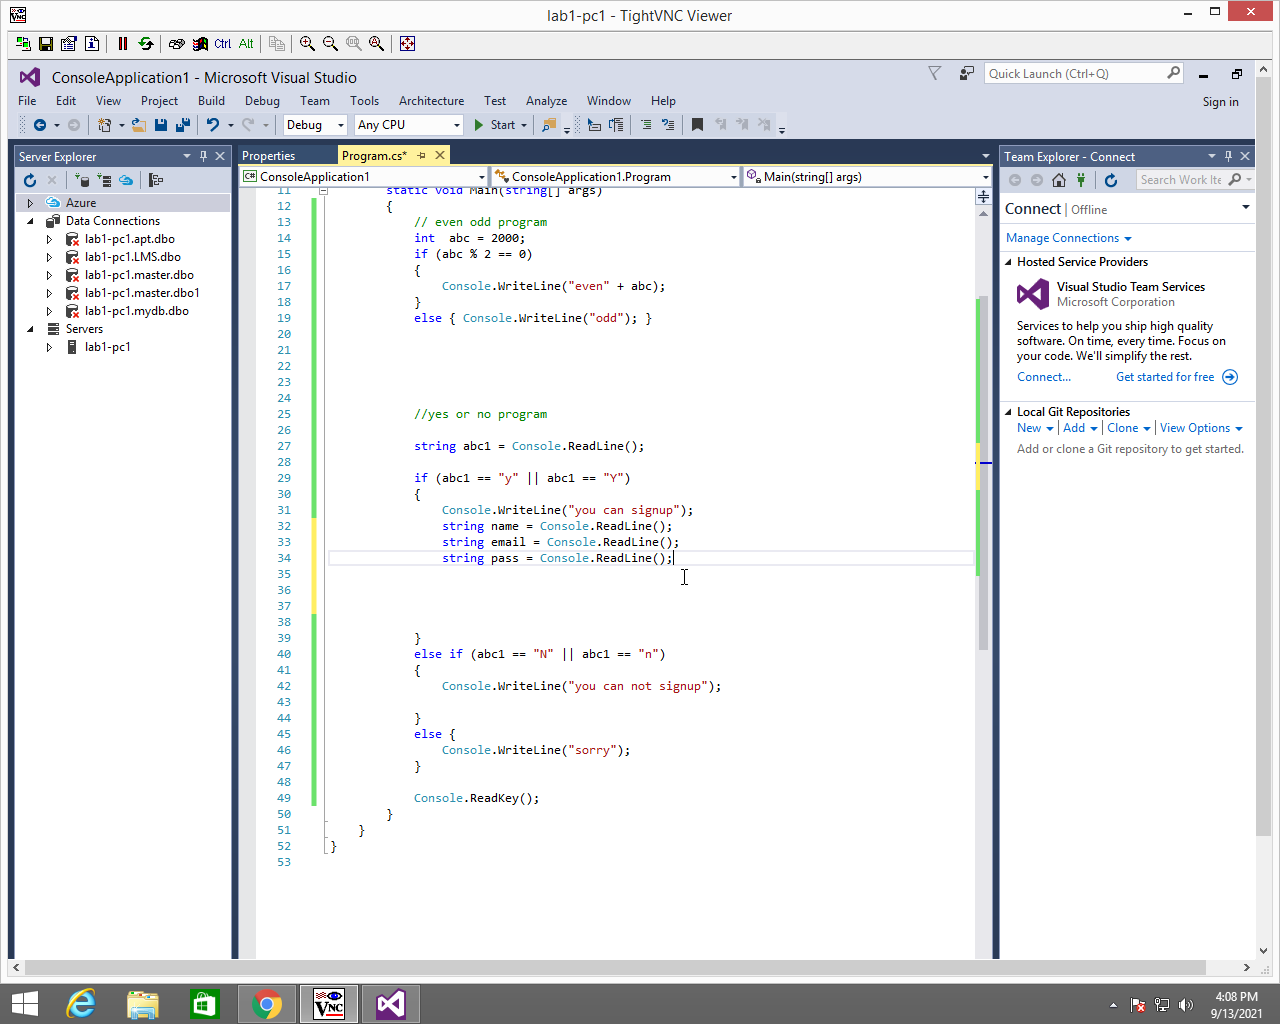 lab1-pc1 - TightVNC Viewer
Ctrl Alt
ConsoleApplication1 - Microsoft Visual Studio
Quick Launch (Ctrl+Q)
File Edit View Project Build Debug Team Tools Architecture Test Analyze Window Help
Sign in
Debug Any CPU Start
Server Explorer
Azure
Data Connections
lab1-pc1.apt.dbo
lab1-pc1.LMS.dbo
lab1-pc1.master.dbo
lab1-pc1.master.dbo1
lab1-pc1.mydb.dbo
Servers
lab1-pc1
Properties Program.cs*
C# ConsoleApplication1 ConsoleApplication1.Program Main(string[] args)
11 static void Main(string[] args)
12 {
13 // even odd program
14 int  abc = 2000;
15 if (abc % 2 == 0)
16 {
17 Console.WriteLine("even" + abc);
18 }
19 else { Console.WriteLine("odd"); }
20
21
22
23
24
25 //yes or no program
26
27 string abc1 = Console.ReadLine();
28
29 if (abc1 == "y" || abc1 == "Y")
30 {
31 Console.WriteLine("you can signup");
32 string name = Console.ReadLine();
33 string email = Console.ReadLine();
34 string pass = Console.ReadLine();
35
36
37
38
39 }
40 else if (abc1 == "N" || abc1 == "n")
41 {
42 Console.WriteLine("you can not signup");
43
44 }
45 else {
46 Console.WriteLine("sorry");
47 }
48
49 Console.ReadKey();
50 }
51 }
52 }
53
Team Explorer - Connect
Search Work Ite
Connect | Offline
Manage Connections
Hosted Service Providers
Visual Studio Team Services
Microsoft Corporation
Services to help you ship high quality
software. On time, every time. Focus on
your code. We'll simplify the rest.
Connect... Get started for free
Local Git Repositories
New | Add | Clone | View Options
Add or clone a Git repository to get started.
VNC
4:08 PM
9/13/2021